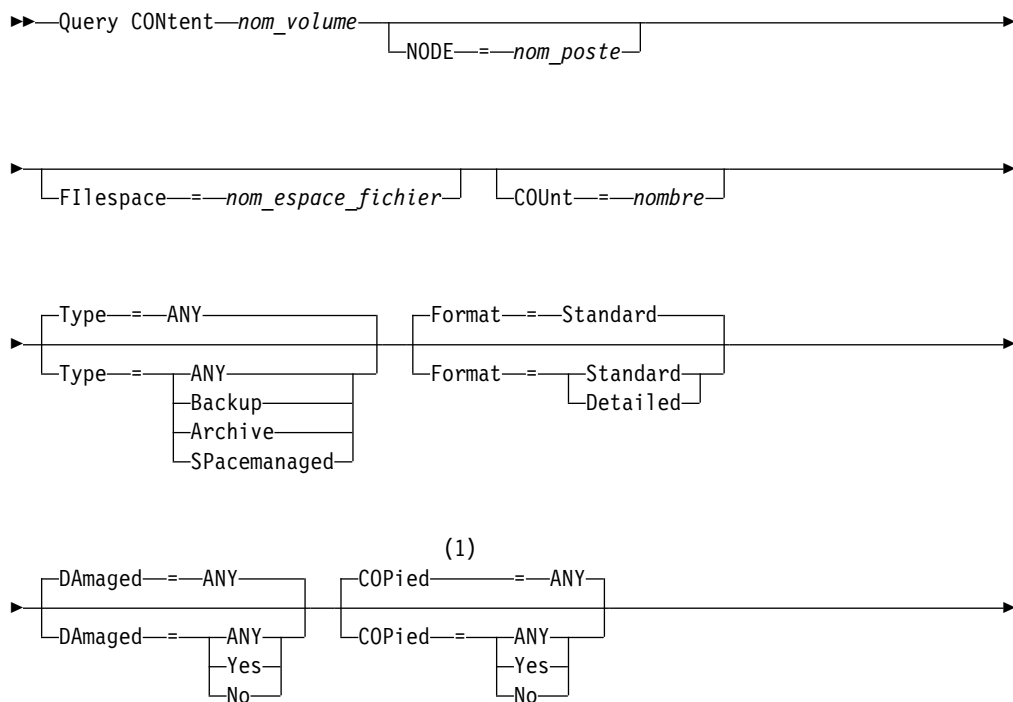 Query CONtent nom_volume
NODE = nom_poste
FIlespace = nom_espace_fichier COUnt = nombre
Type = ANY Format = Standard
Type = ANY Format = Standard
Backup Detailed
Archive
SPacemanaged
(1)
DAmaged = ANY COPied = ANY
DAmaged = ANY COPied = ANY
Yes Yes
No No